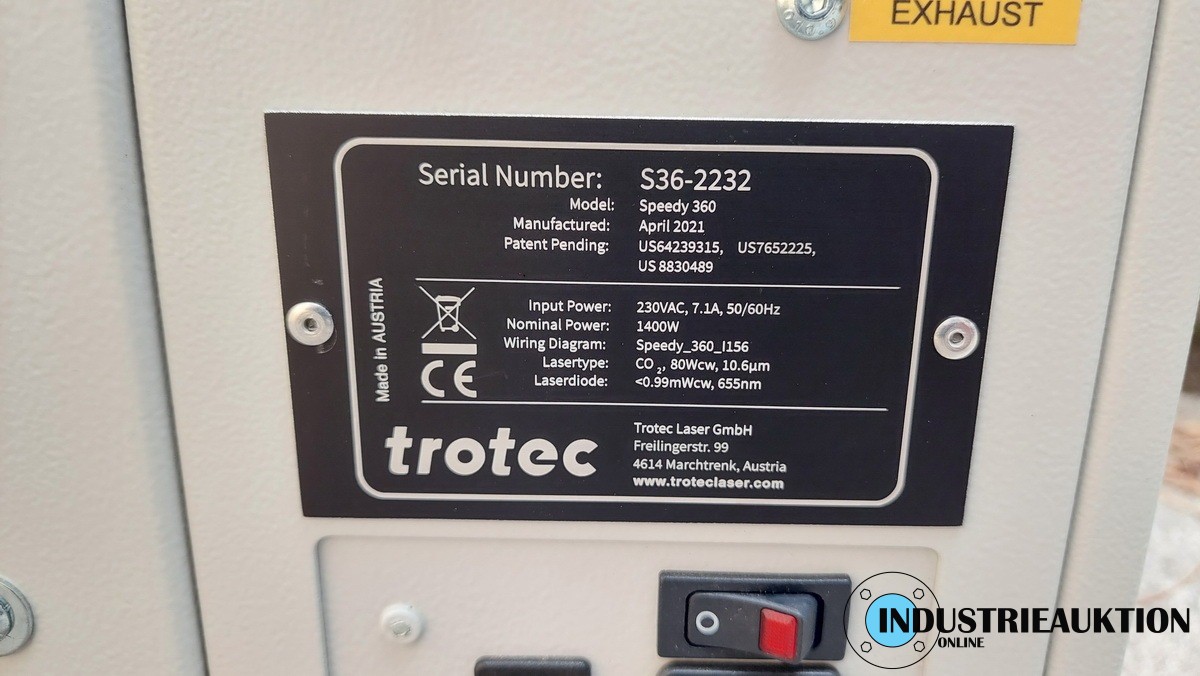 EXHAUST
Serial Number: S36-2232
Model: Speedy 360
Manufactured: April 2021
Patent Pending: US64239315, US7652225,
US 8830489
Made in AUSTRIA
CE
Input Power: 230VAC, 7.1A, 50/60Hz
Nominal Power: 1400W
Wiring Diagram: Speedy_360_I156
Lasertype: CO₂, 80Wcw, 10.6µm
Laserdiode: <0.99mWcw, 655nm
trotec
Trotec Laser GmbH
Freilingerstr. 99
4614 Marchtrenk, Austria
www.troteclaser.com
INDUSTRIEAUKTION
ONLINE